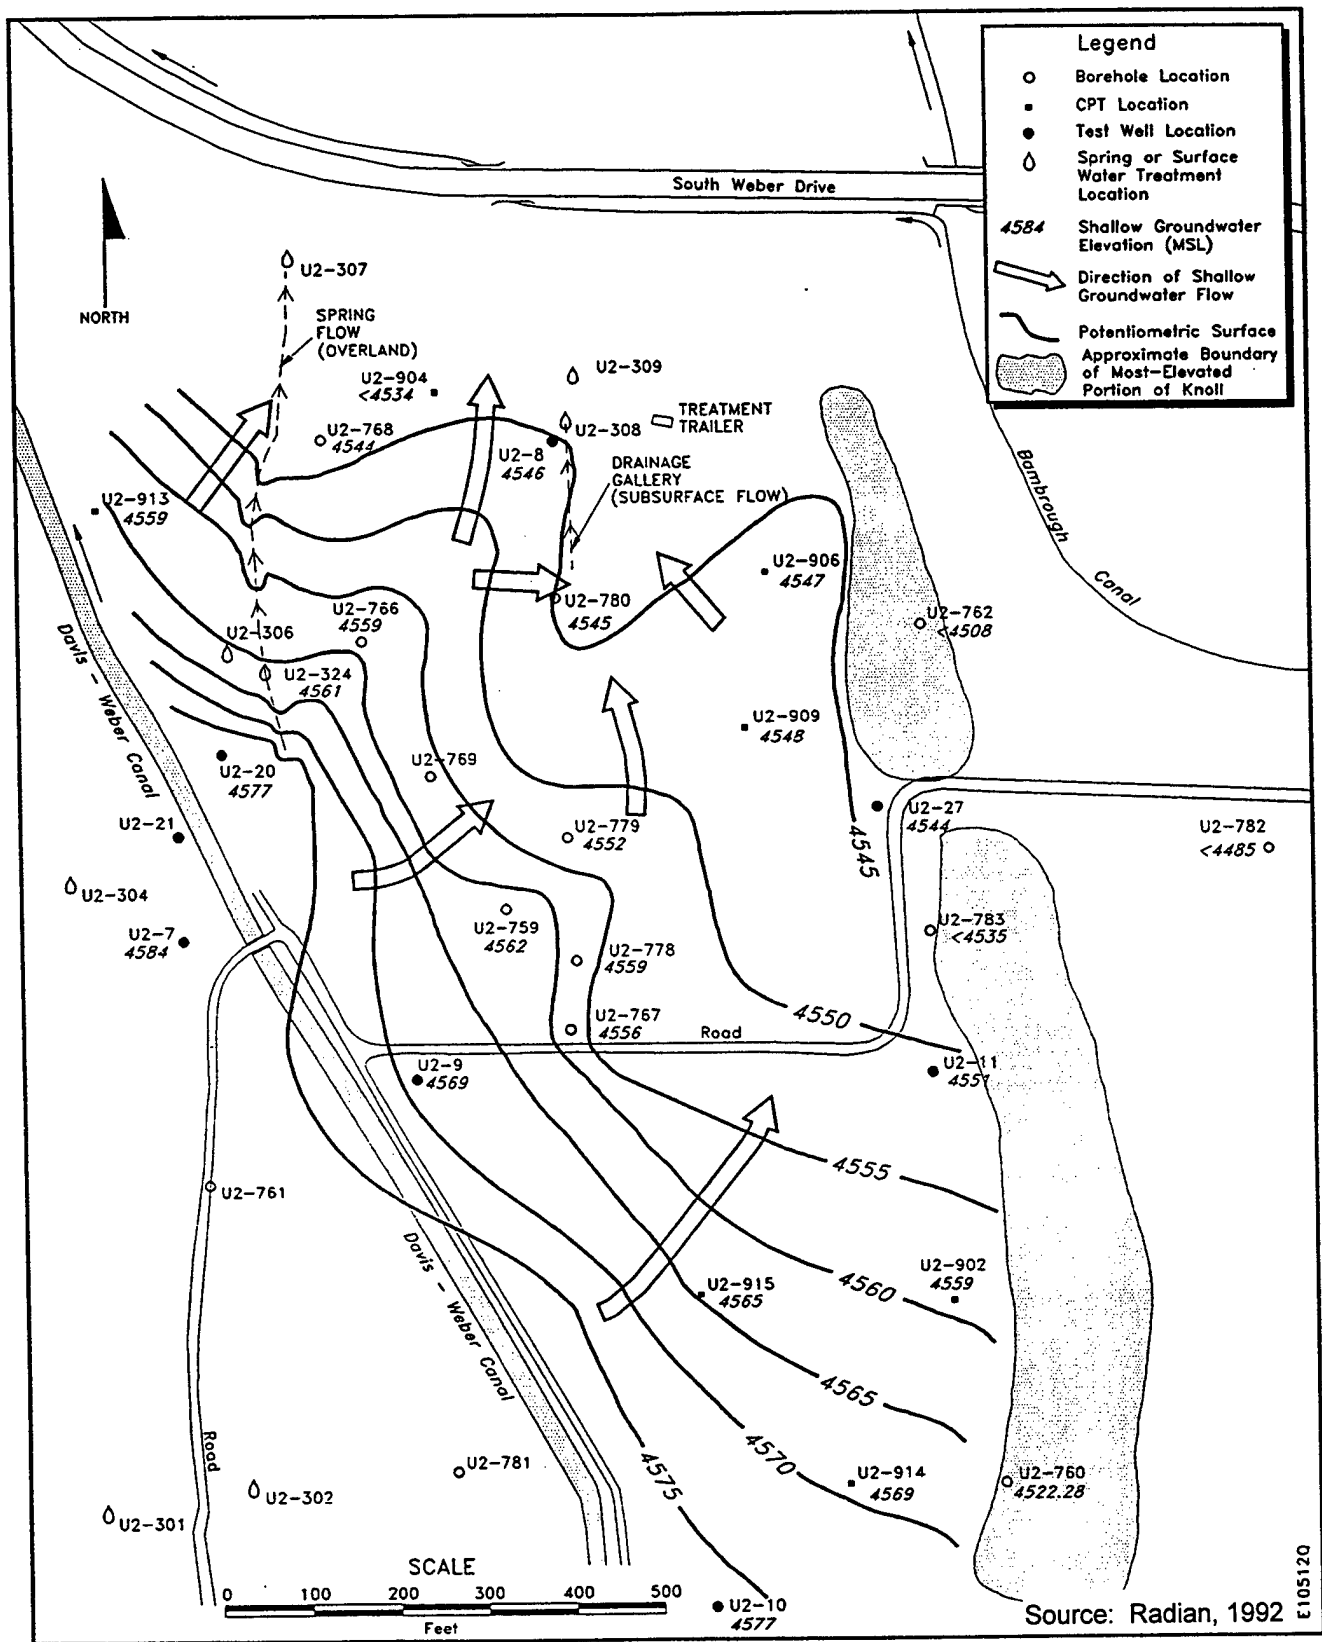 Legend
Borehole Location
CPT Location
Test Well Location
Spring or Surface
Water Treatment
Location
4584
Shallow Groundwater
Elevation (MSL)
Direction of Shallow
Groundwater Flow
Potentiometric Surface
Approximate Boundary
of Most-Elevated
Portion of Knoll
South Weber Drive
NORTH
U2-307
SPRING
FLOW
(OVERLAND)
U2-904
<4534
U2-309
U2-768
4544
U2-308
TREATMENT
TRAILER
U2-8
4546
DRAINAGE
GALLERY
(SUBSURFACE FLOW)
Bambrough
Canal
U2-913
4559
U2-906
4547
U2-780
4545
U2-766
4559
U2-762
<4508
U2-306
U2-324
4561
Davis - Weber Canal
U2-909
4548
U2-20
4577
U2-769
U2-27
4544
U2-21
U2-779
4552
4545
U2-782
<4485
U2-304
U2-7
4584
U2-759
4562
U2-778
4559
U2-783
<4535
U2-767
4556
Road
4550
U2-9
4569
U2-11
4551
4555
U2-761
Davis - Weber Canal
U2-902
4559
U2-915
4565
4560
4565
4570
4575
Road
U2-781
U2-914
4569
U2-760
4522.28
U2-302
U2-301
SCALE
0 100 200 300 400 500
Feet
U2-10
4577
Source: Radian, 1992
E105120